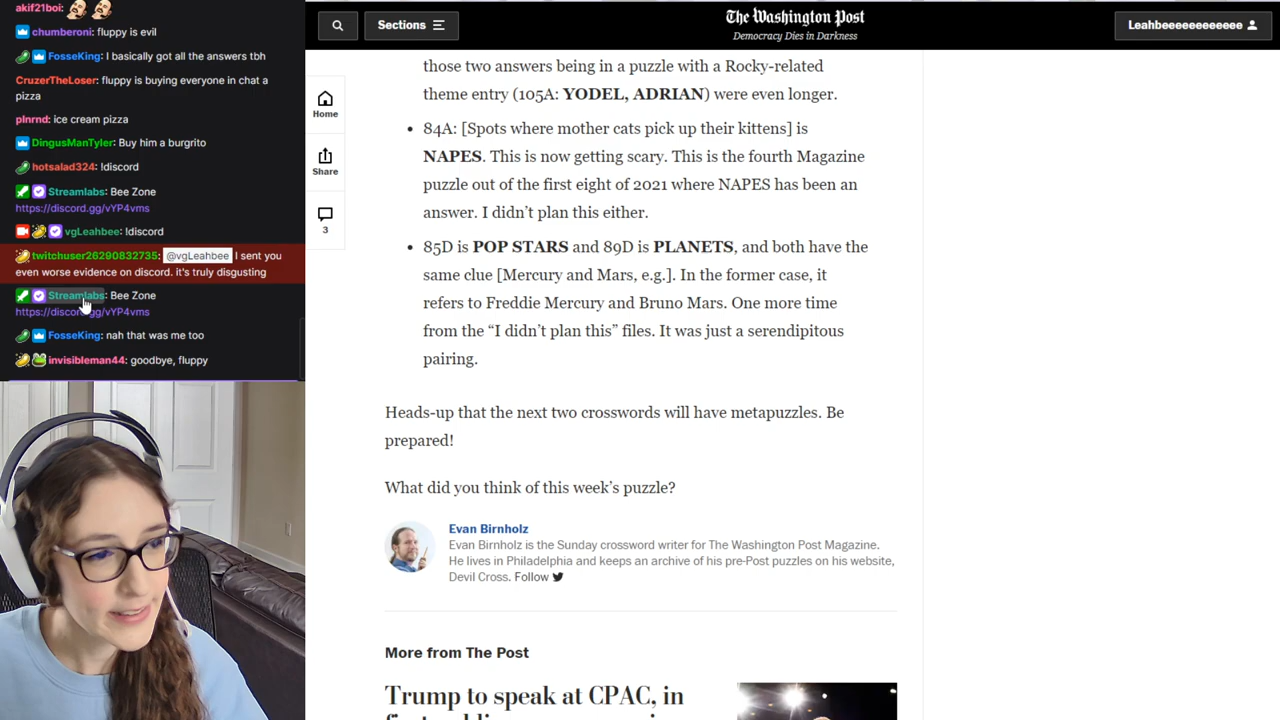 akif21boi:
chumberoni: fluppy is evil
FosseKing: I basically got all the answers tbh
CruzerTheLoser: fluppy is buying everyone in chat a
pizza
plnrnd: ice cream pizza
DingusManTyler: Buy him a burgrito
hotsalad324: !discord
Streamlabs: Bee Zone
https://discord.gg/vYP4vms
vgLeahbee: !discord
twitchuser26290832735: @vgLeahbee I sent you
even worse evidence on discord. it's truly disgusting
Streamlabs: Bee Zone
https://discord.gg/vYP4vms
FosseKing: nah that was me too
invisibleman44: goodbye, fluppy
Sections
The Washington Post
Democracy Dies in Darkness
Leahbeeeeeeeeeeee
Home
Share
3
those two answers being in a puzzle with a Rocky-related
theme entry (105A: YODEL, ADRIAN) were even longer.
• 84A: [Spots where mother cats pick up their kittens] is
NAPES. This is now getting scary. This is the fourth Magazine
puzzle out of the first eight of 2021 where NAPES has been an
answer. I didn't plan this either.
• 85D is POP STARS and 89D is PLANETS, and both have the
same clue [Mercury and Mars, e.g.]. In the former case, it
refers to Freddie Mercury and Bruno Mars. One more time
from the “I didn't plan this” files. It was just a serendipitous
pairing.
Heads-up that the next two crosswords will have metapuzzles. Be
prepared!
What did you think of this week's puzzle?
Evan Birnholz
Evan Birnholz is the Sunday crossword writer for The Washington Post Magazine.
He lives in Philadelphia and keeps an archive of his pre-Post puzzles on his website,
Devil Cross. Follow
More from The Post
Trump to speak at CPAC, in